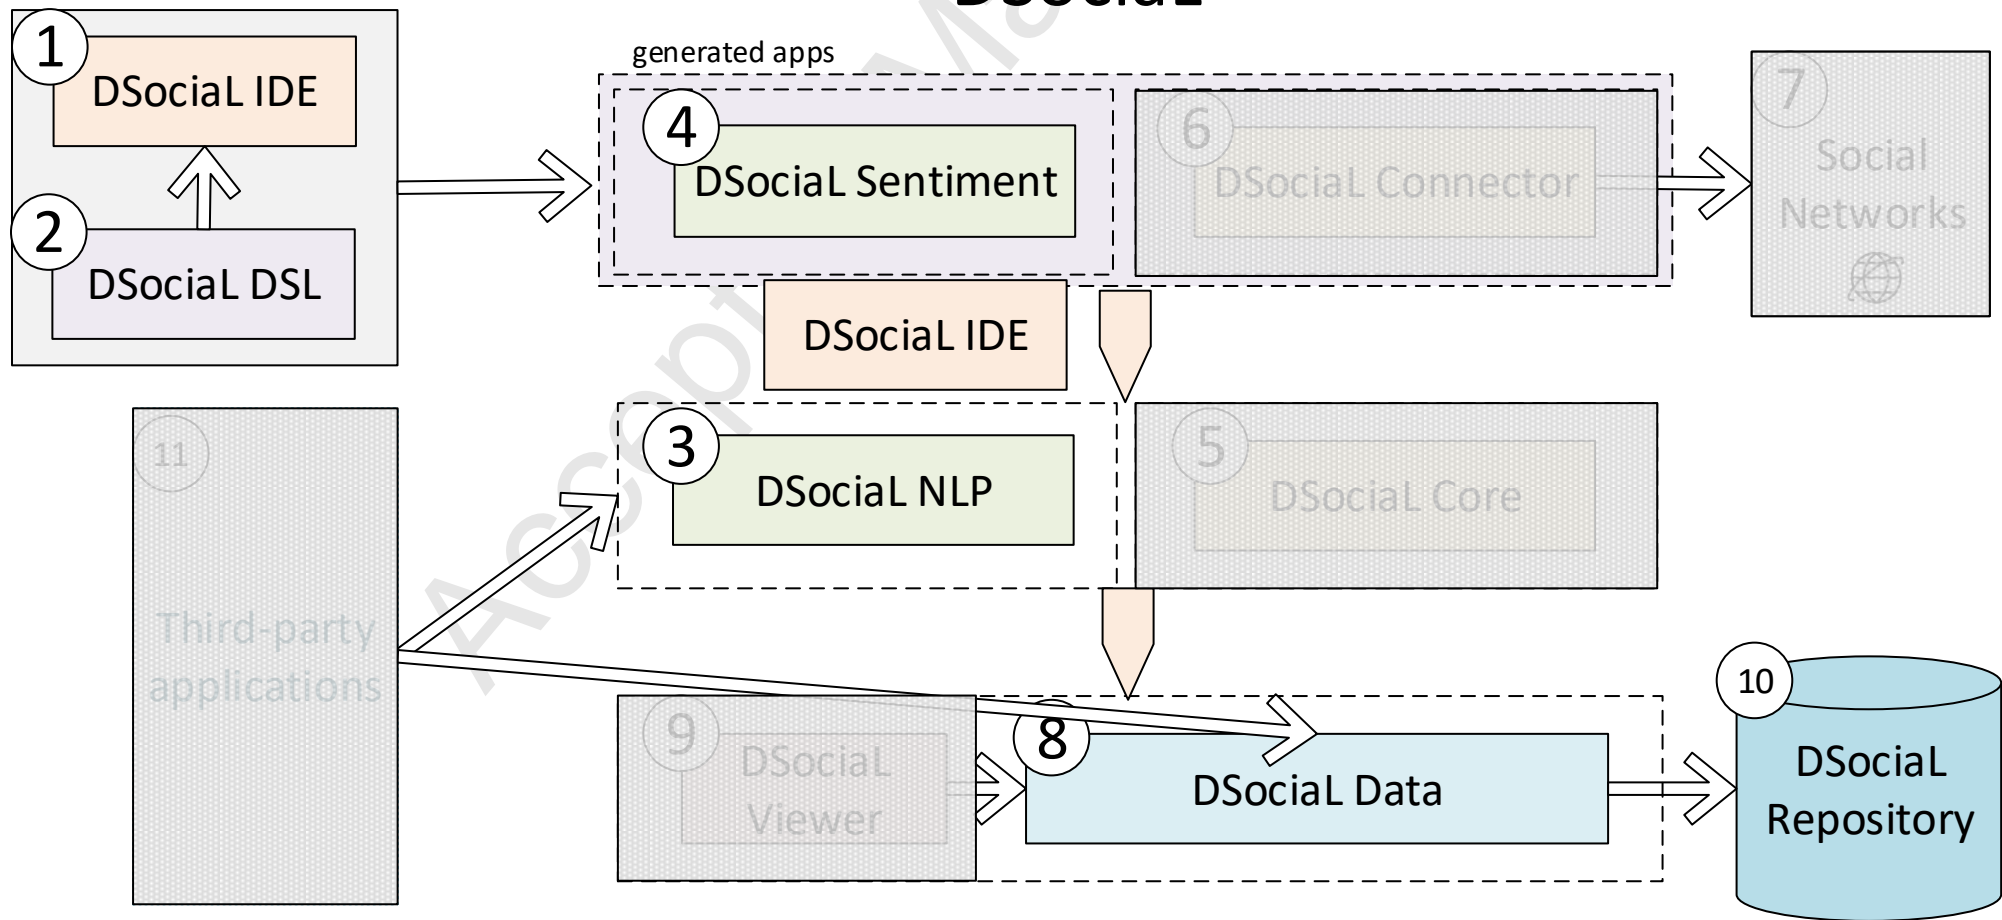 DSociaL
1
DSociaL IDE
2
DSociaL DSL
generated apps
4
DSociaL Sentiment
6
DSociaL Connector
7
Social
Networks
DSociaL IDE
11
Third-party
applications
3
DSociaL NLP
5
DSociaL Core
9
DSociaL
Viewer
8
DSociaL Data
10
DSociaL
Repository
Accept
Ma